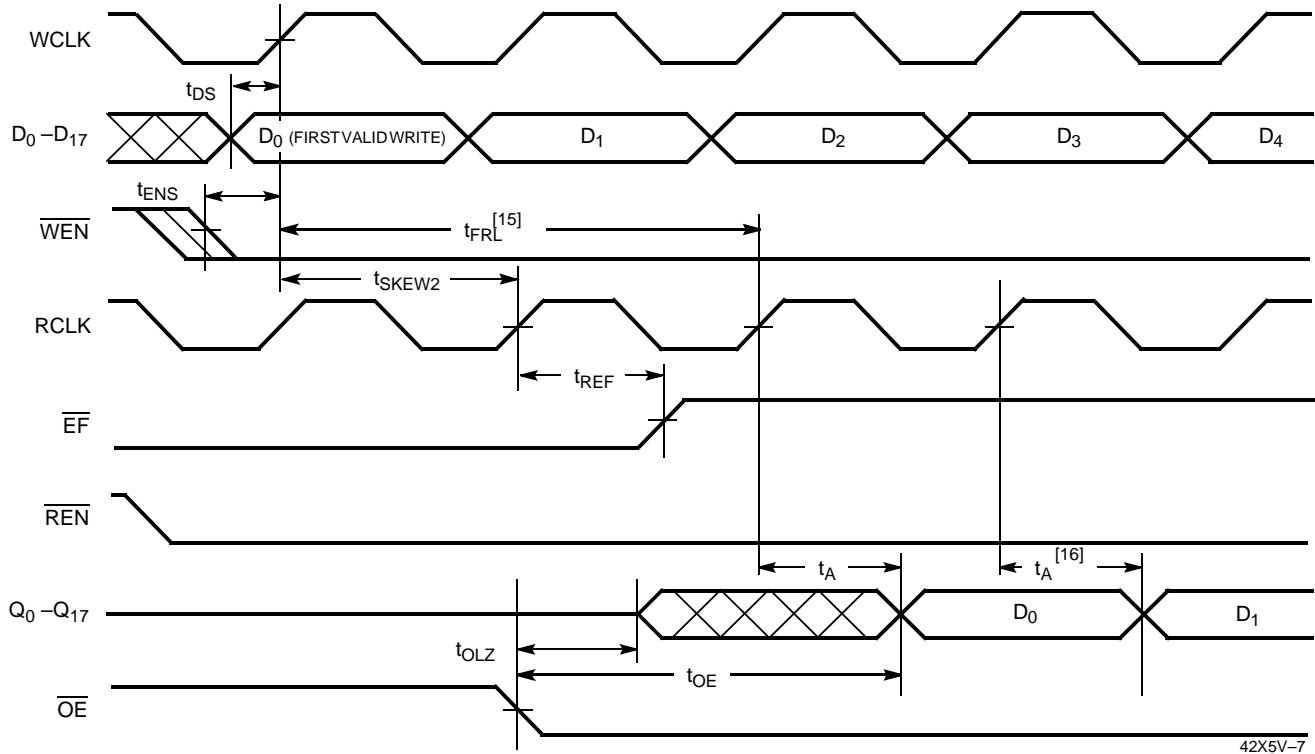 WCLK
tDS
D0 –D17
D0 (FIRST VALID WRITE)
D1
D2
D3
D4
tENS
WEN
tFRL[15]
tSKEW2
RCLK
tREF
EF
REN
tA
tA[16]
Q0 –Q17
D0
D1
tOLZ
tOE
OE
42X5V–7